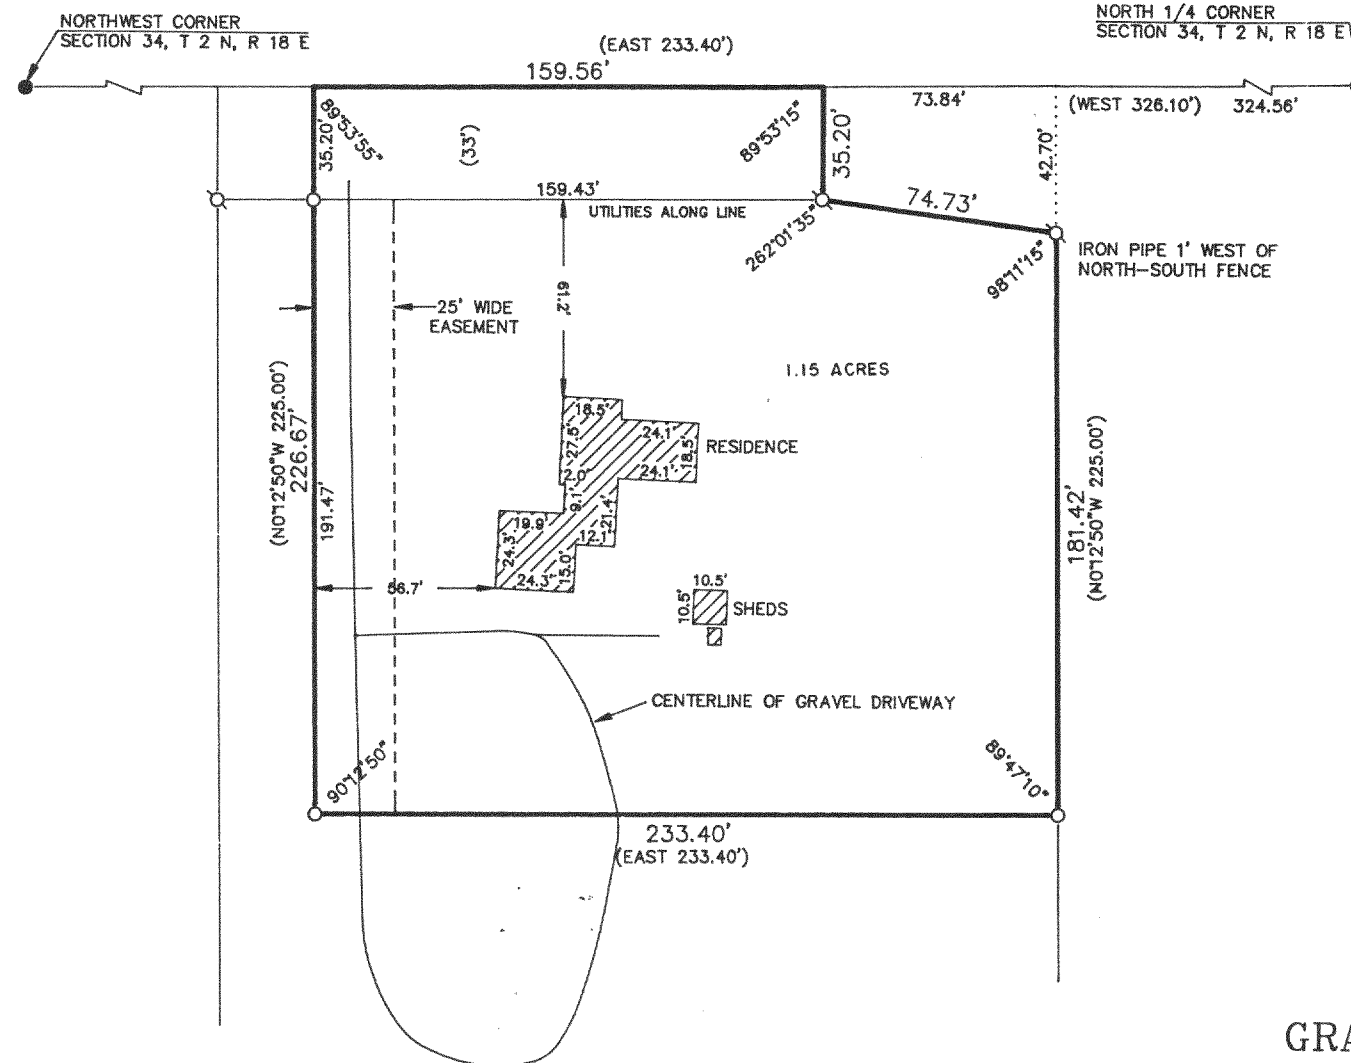 NORTHWEST CORNER
SECTION 34, T 2 N, R 18 E
NORTH 1/4 CORNER
SECTION 34, T 2 N, R 18 E
(EAST 233.40')
159.56'
73.84'
(WEST 326.10') 324.56'
89°53'55"
35.20'
(33')
89°53'15"
35.20'
42.70'
159.43'
UTILITIES ALONG LINE
74.73'
262°01'35"
98°11'15"
IRON PIPE 1' WEST OF
NORTH-SOUTH FENCE
61.2'
25' WIDE
EASEMENT
1.15 ACRES
(N0°12'50"W 225.00')
226.67'
191.47'
18.5'
27.5'
24.1'
18.5'
RESIDENCE
2.0'
24.1'
9.1'
21.4'
19.9'
12.1'
24.3'
24.3'
15.0'
56.7'
181.42'
(N0°12'50"W 225.00')
10.5'
10.5'
SHEDS
CENTERLINE OF GRAVEL DRIVEWAY
90°12'50"
89°47'10"
233.40'
(EAST 233.40')
GRA